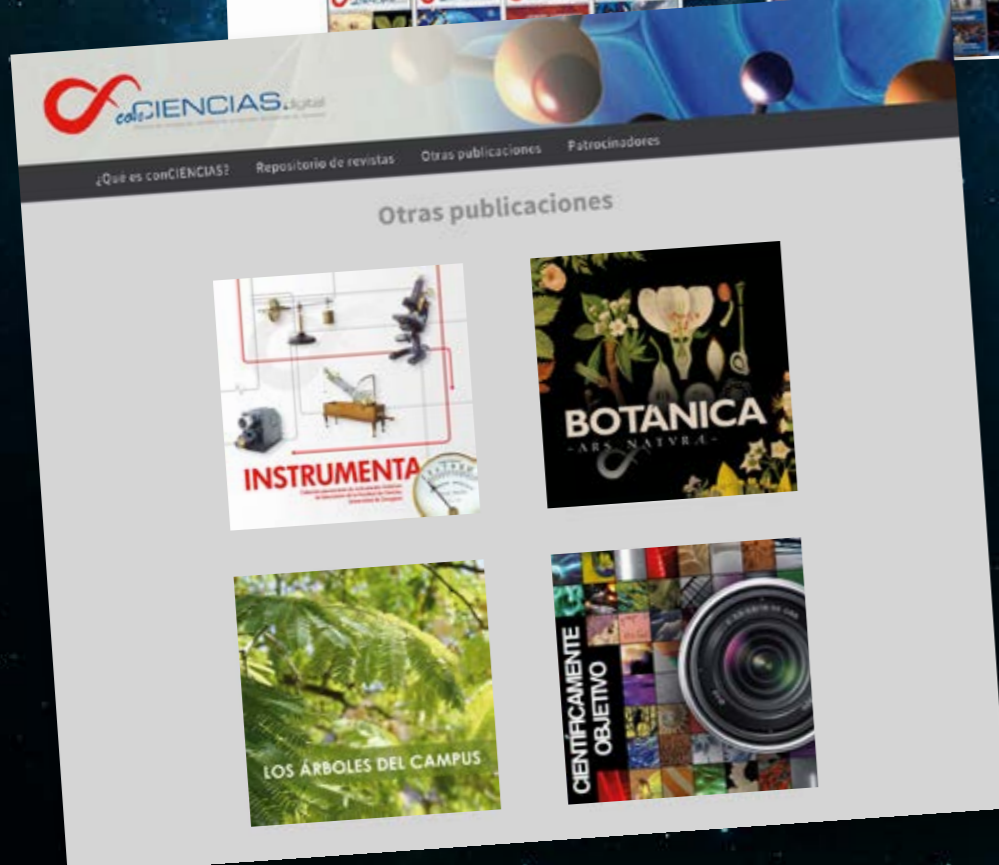 conCIENCIAS.digital
¿Qué es conCIENCIAS?
Repositorio de revistas
Otras publicaciones
Patrocinadores
Otras publicaciones
INSTRUMENTA
BOTANICA
-ARS NATVRÆ-
LOS ÁRBOLES DEL CAMPUS
CIENTÍFICAMENTE
OBJETIVO